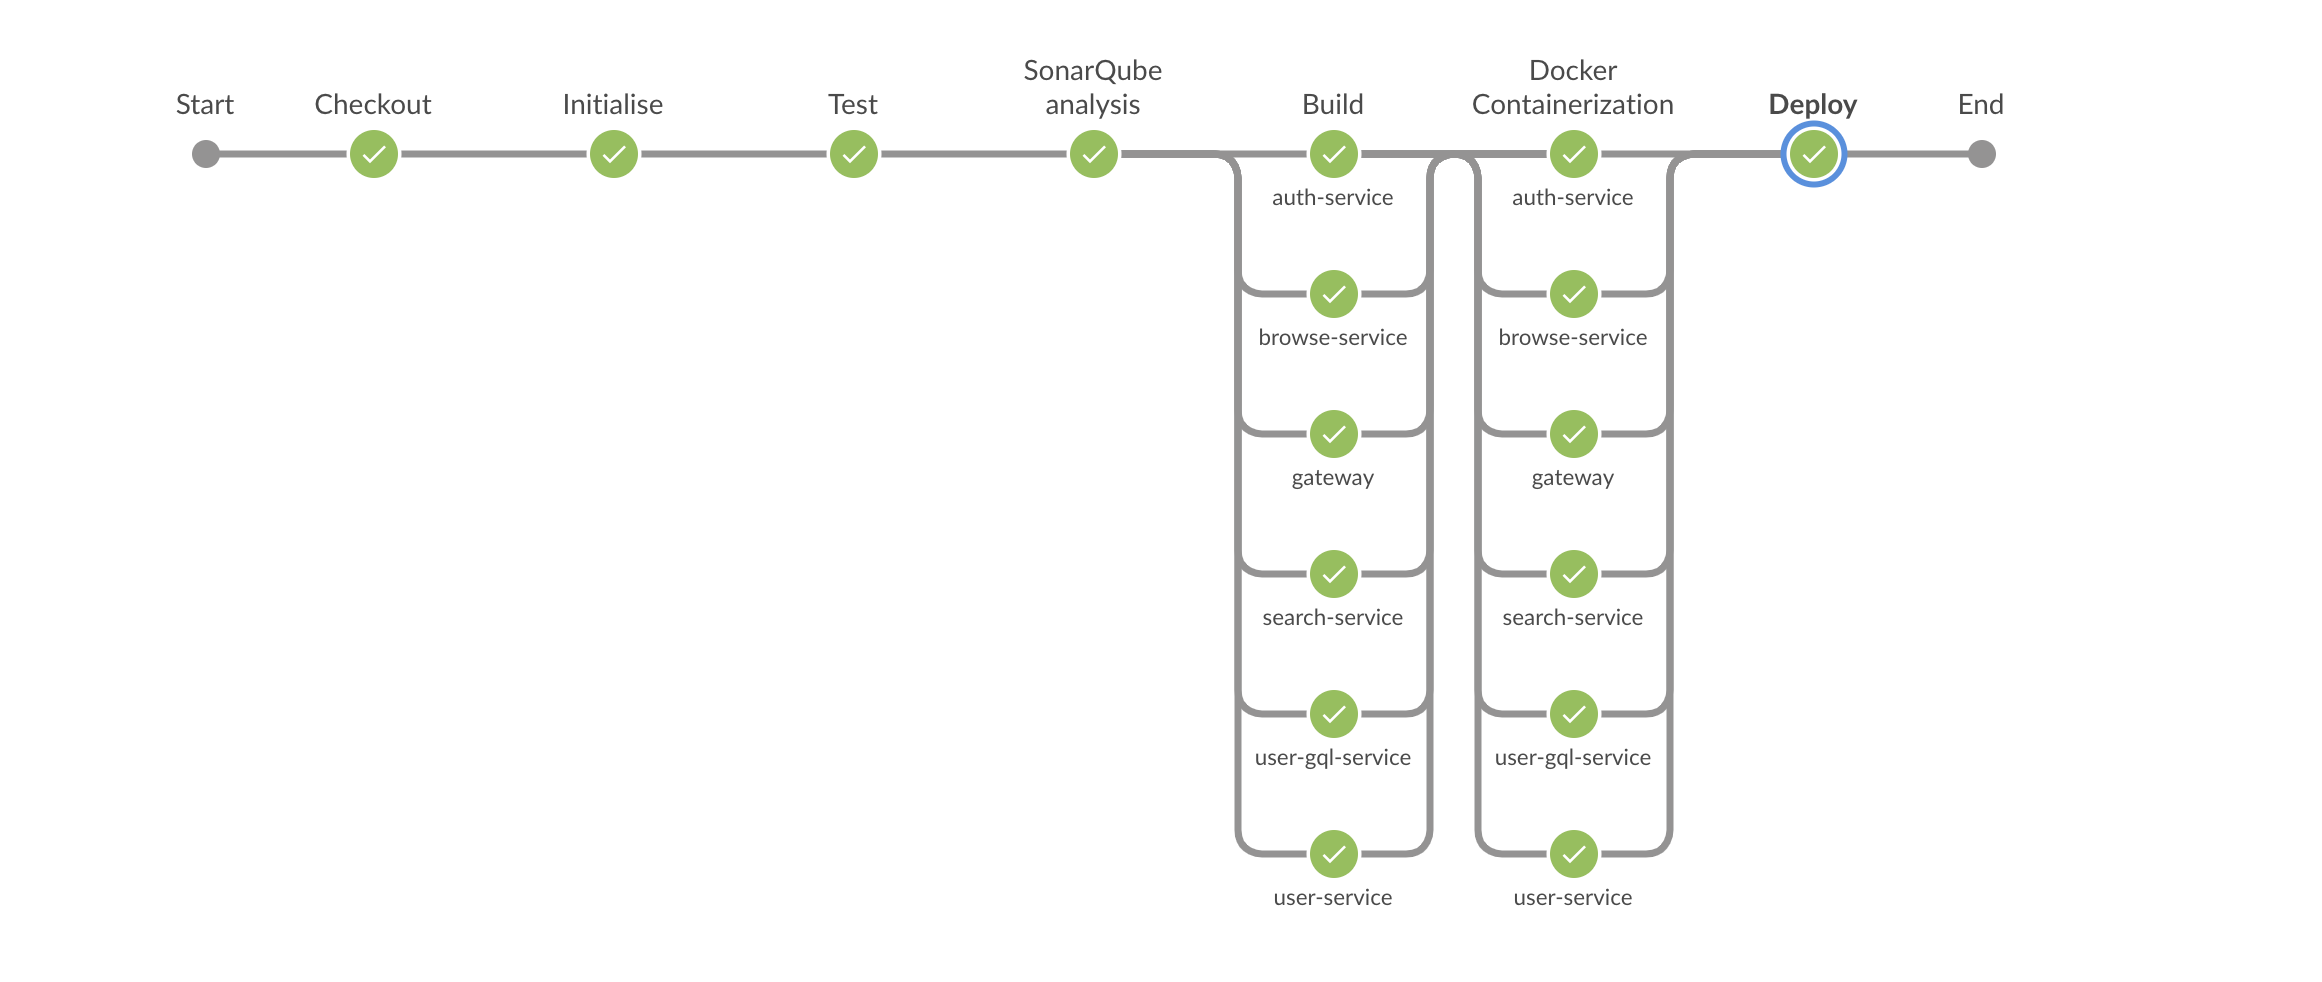 Start
Checkout
Initialise
Test
SonarQube
analysis
Build
Docker
Containerization
Deploy
End
auth-service
auth-service
browse-service
browse-service
gateway
gateway
search-service
search-service
user-gql-service
user-gql-service
user-service
user-service